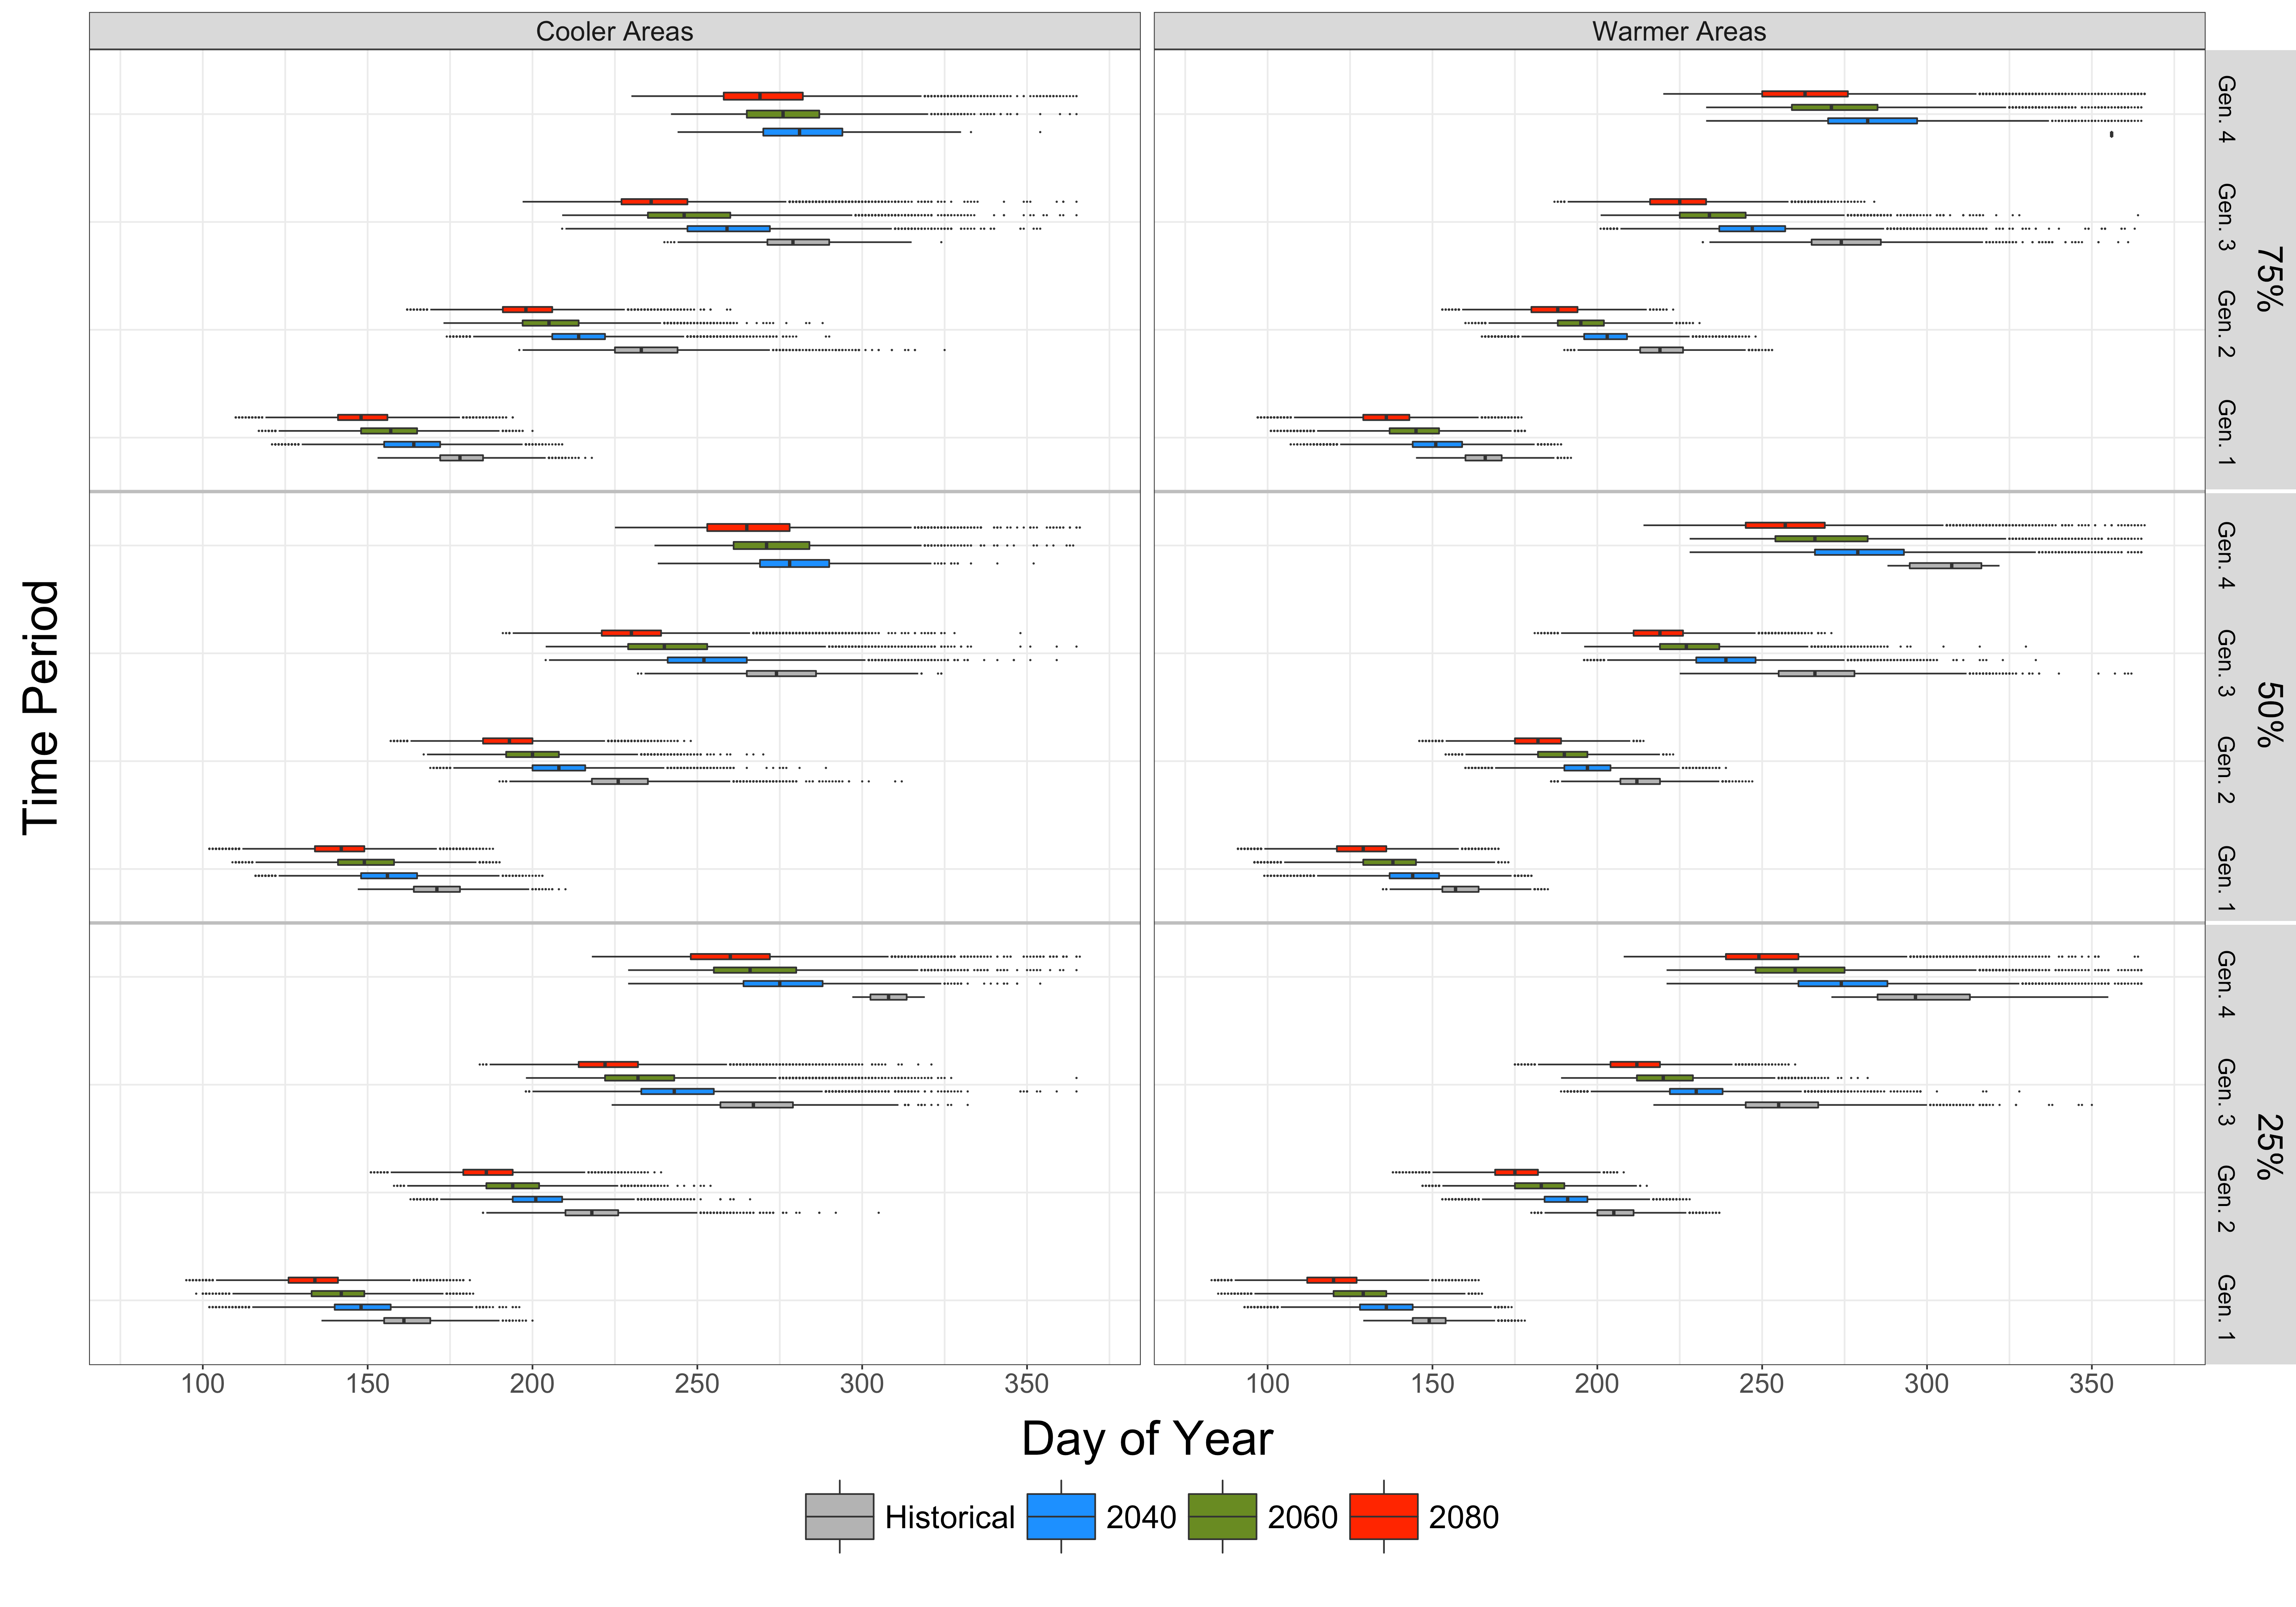 Cooler Areas
Warmer Areas
Time Period
Gen. 4
Gen. 3
Gen. 2
Gen. 1
75%
Gen. 4
Gen. 3
Gen. 2
Gen. 1
50%
Gen. 4
Gen. 3
Gen. 2
Gen. 1
25%
100 150 200 250 300 350
100 150 200 250 300 350
Day of Year
Historical 2040 2060 2080